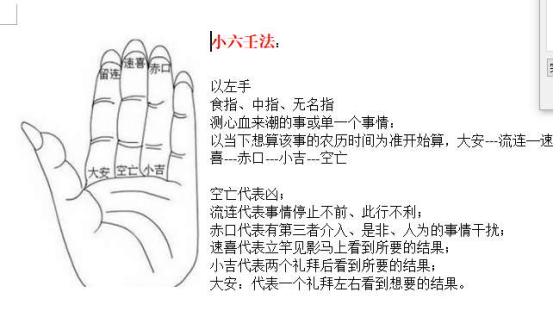 小六壬法：
留连 速喜 赤口
大安 空亡 小吉
以左手
食指、中指、无名指
测心血来潮的事或单一个事情；
以当下想算该事的农历时间为准开始算，大安---流连---速
喜---赤口---小吉---空亡
空亡代表凶；
流连代表事情停止不前、此行不利；
赤口代表有第三者介入、是非、人为的事情干扰；
速喜代表立竿见影马上看到所要的结果；
小吉代表两个礼拜后看到所要的结果；
大安：代表一个礼拜左右看到想要的结果。